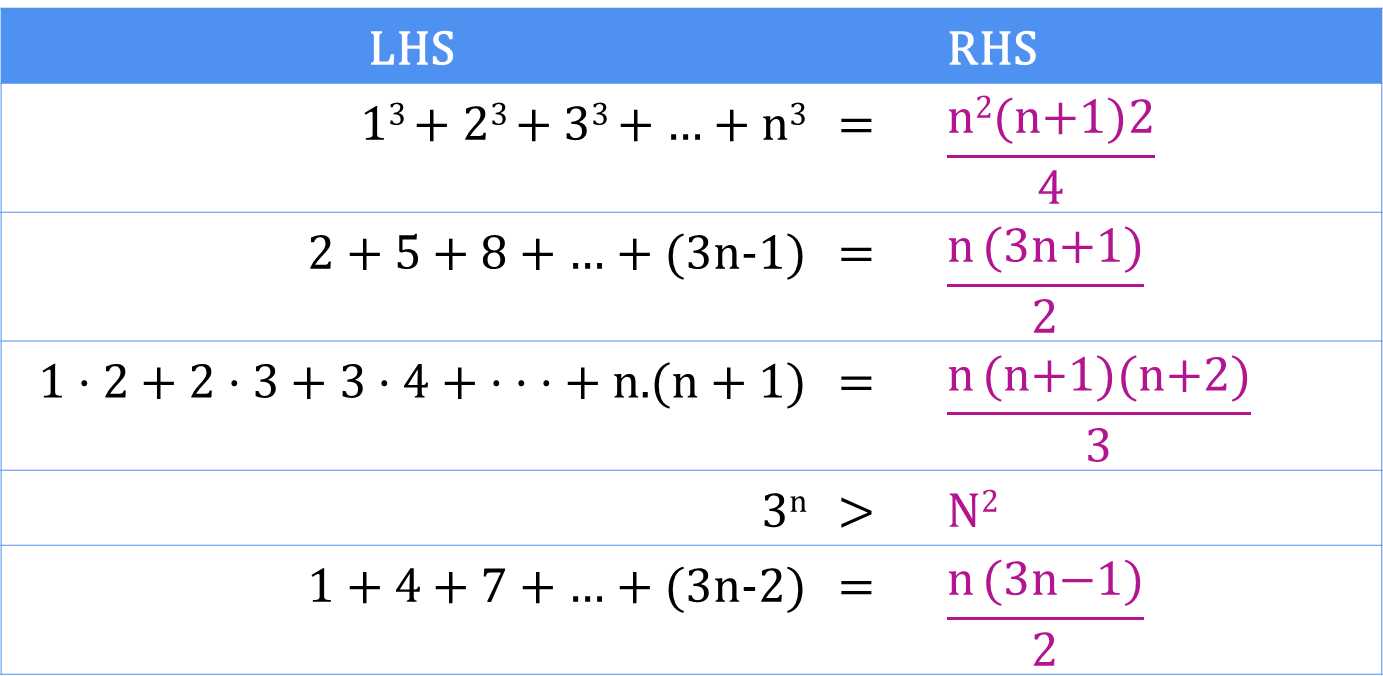 LHS RHS
1³ + 2³ + 3³ + ... + n³ = n²(n+1)2
4
2 + 5 + 8 + ... + (3n-1) = n (3n+1)
2
1 · 2 + 2 · 3 + 3 · 4 + · · · + n.(n + 1) = n (n+1)(n+2)
3
3ⁿ > N²
1 + 4 + 7 + ... + (3n-2) = n (3n−1)
2